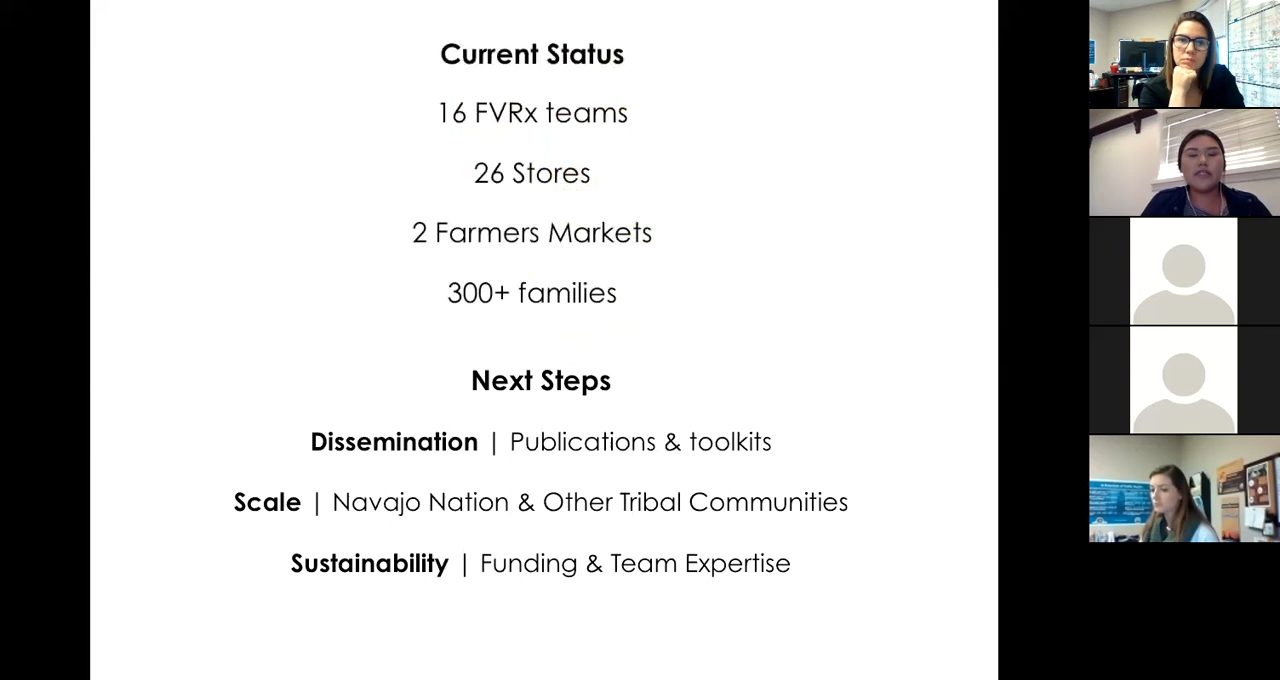 Current Status
16 FVRx teams
26 Stores
2 Farmers Markets
300+ families
Next Steps
Dissemination | Publications & toolkits
Scale | Navajo Nation & Other Tribal Communities
Sustainability | Funding & Team Expertise